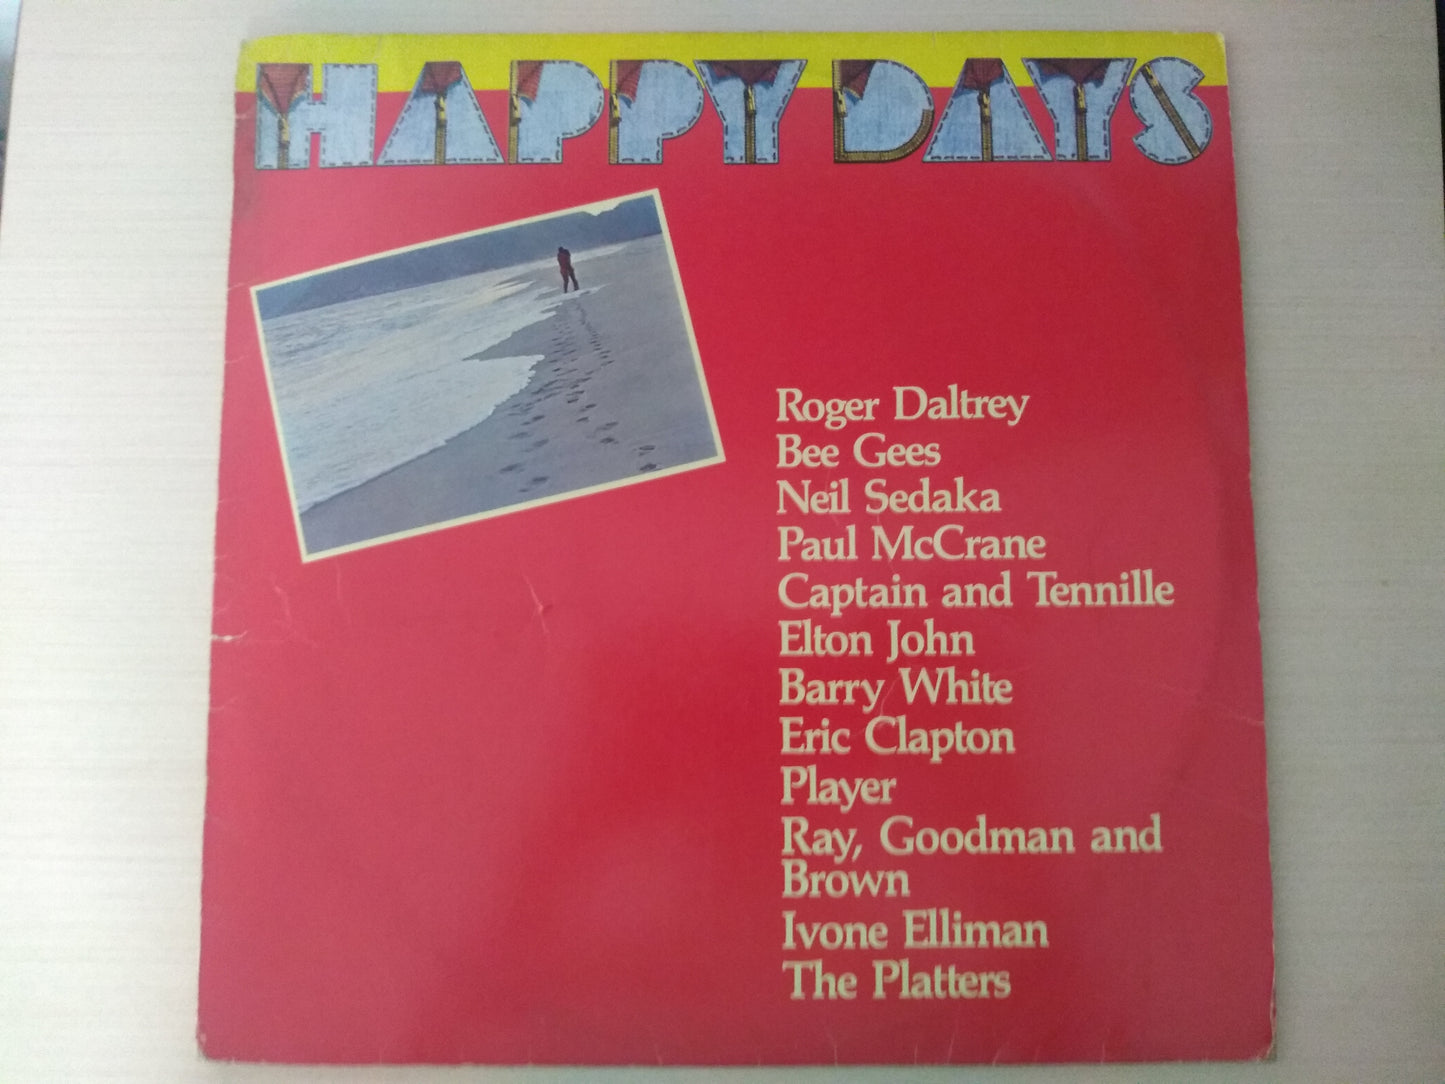 HAPPY DAYS
Roger Daltrey
Bee Gees
Neil Sedaka
Paul McCrane
Captain and Tennille
Elton John
Barry White
Eric Clapton
Player
Ray, Goodman and
Brown
Ivone Elliman
The Platters